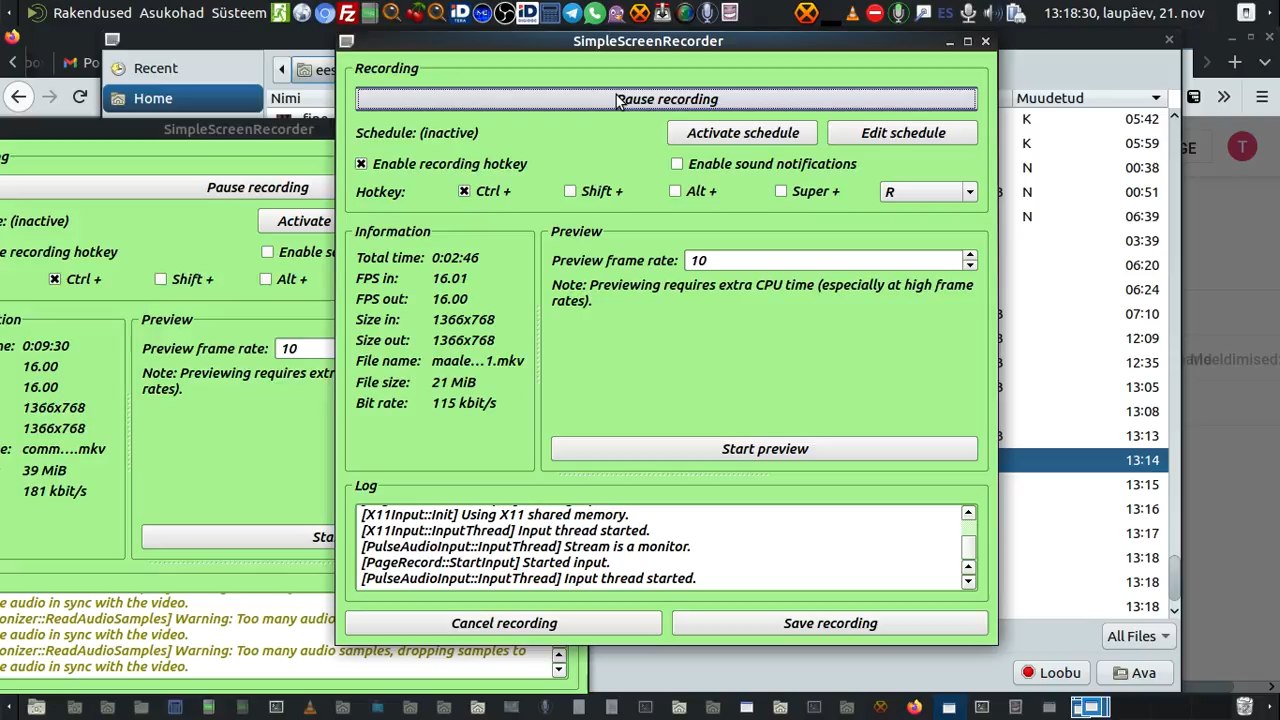 Rakendused Asukohad Süsteem
ES
13:18:30, laupäev, 21. nov
SimpleScreenRecorder
Recent
Home
ees
Nimi
Muudetud
Recording
Pause recording
Schedule: (inactive)
Activate schedule
Edit schedule
Enable recording hotkey
Enable sound notifications
Hotkey:
Ctrl +
Shift +
Alt +
Super +
R
Information
Total time: 0:02:46
FPS in: 16.01
FPS out: 16.00
Size in: 1366x768
Size out: 1366x768
File name: maale...1.mkv
File size: 21 MiB
Bit rate: 115 kbit/s
Preview
Preview frame rate: 10
Note: Previewing requires extra CPU time (especially at high frame
rates).
Start preview
Log
[X11Input::Init] Using X11 shared memory.
[X11Input::InputThread] Input thread started.
[PulseAudioInput::InputThread] Stream is a monitor.
[PageRecord::StartInput] Started input.
[PulseAudioInput::InputThread] Input thread started.
Cancel recording
Save recording
SimpleScreenRecorder
Pause recording
e: (inactive)
Activate
e recording hotkey
Enable s
Ctrl +
Shift +
Alt +
Preview
e: 0:09:30
16.00
16.00
1366x768
1366x768
comm....mkv
39 MiB
181 kbit/s
Preview frame rate: 10
Note: Previewing requires extr
rates).
Sta
e audio in sync with the video.
onizer::ReadAudioSamples] Warning: Too many audio
e audio in sync with the video.
onizer::ReadAudioSamples] Warning: Too many audio samples, dropping samples to
e audio in sync with the video.
K 05:42
K 05:59
N 00:38
N 00:51
N 06:39
03:39
06:20
06:24
07:10
12:09
12:35
13:05
13:08
13:13
13:14
13:15
13:16
13:17
13:18
13:18
13:18
GE
T
Meeldimised:
All Files
Loobu
Ava